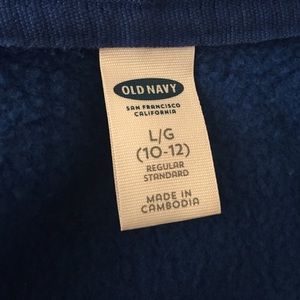 OLD NAVY
SAN FRANCISCO
CALIFORNIA
L/G
(10-12)
REGULAR
STANDARD
MADE IN
CAMBODIA